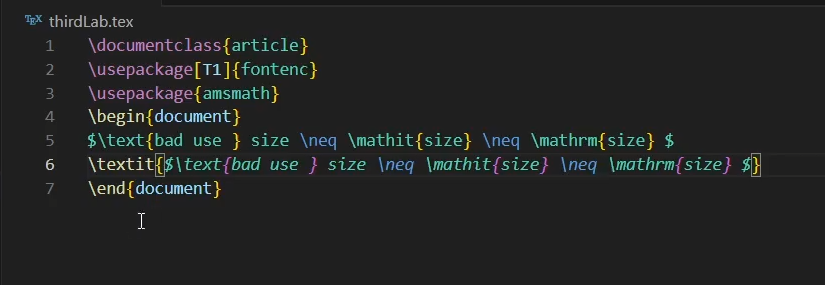 TEX thirdLab.tex
1 \documentclass{article}
2 \usepackage[T1]{fontenc}
3 \usepackage{amsmath}
4 \begin{document}
5 $\text{bad use } size \neq \mathit{size} \neq \mathrm{size} $
6 \textit{$\text{bad use } size \neq \mathit{size} \neq \mathrm{size} $}
7 \end{document}